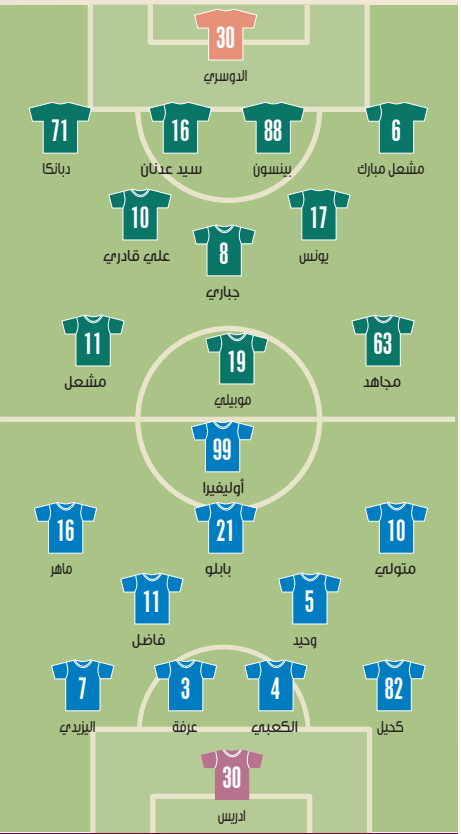 30
الدوسري
6 88 16 71
مشعل مبارك بينسون سيد عدنان دبانكا
17 10
يونس علي قادري
8
جباري
63 19 11
مجاهد موبيلي مشعل
99
أوليفيرا
10 21 16
متولي بابلو ماهر
5 11
وحيد فاضل
82 4 3 7
كحيل الكعبي عرفة اليزيدي
30
ادريس